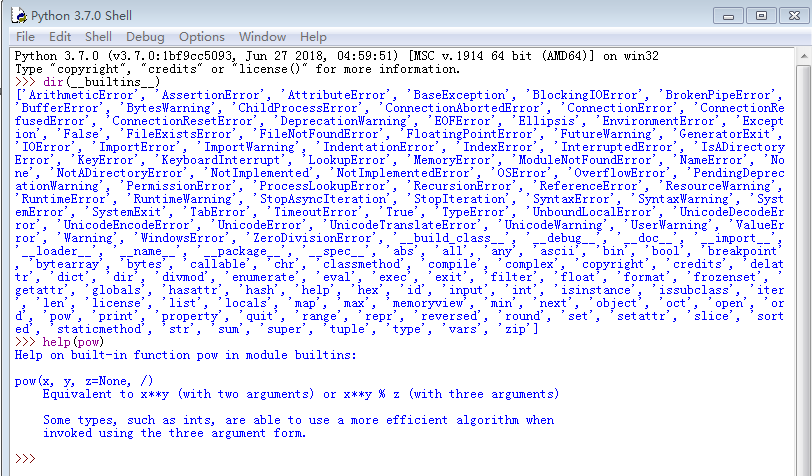 Python 3.7.0 Shell
File Edit Shell Debug Options Window Help
Python 3.7.0 (v3.7.0:1bf9cc5093, Jun 27 2018, 04:59:51) [MSC v.1914 64 bit (AMD64)] on win32
Type "copyright", "credits" or "license()" for more information.
>>> dir(__builtins__)
['ArithmeticError', 'AssertionError', 'AttributeError', 'BaseException', 'BlockingIOError', 'BrokenPipeError',
'BufferError', 'BytesWarning', 'ChildProcessError', 'ConnectionAbortedError', 'ConnectionError', 'ConnectionRe
fusedError', 'ConnectionResetError', 'DeprecationWarning', 'EOFError', 'Ellipsis', 'EnvironmentError', 'Except
ion', 'False', 'FileExistsError', 'FileNotFoundError', 'FloatingPointError', 'FutureWarning', 'GeneratorExit',
'IOError', 'ImportError', 'ImportWarning', 'IndentationError', 'IndexError', 'InterruptedError', 'IsADirectory
Error', 'KeyError', 'KeyboardInterrupt', 'LookupError', 'MemoryError', 'ModuleNotFoundError', 'NameError', 'No
ne', 'NotADirectoryError', 'NotImplemented', 'NotImplementedError', 'OSError', 'OverflowError', 'PendingDepre
cationWarning', 'PermissionError', 'ProcessLookupError', 'RecursionError', 'ReferenceError', 'ResourceWarning',
'RuntimeError', 'RuntimeWarning', 'StopAsyncIteration', 'StopIteration', 'SyntaxError', 'SyntaxWarning', 'Syst
emError', 'SystemExit', 'TabError', 'TimeoutError', 'True', 'TypeError', 'UnboundLocalError', 'UnicodeDecodeEr
ror', 'UnicodeEncodeError', 'UnicodeError', 'UnicodeTranslateError', 'UnicodeWarning', 'UserWarning', 'ValueEr
ror', 'Warning', 'WindowsError', 'ZeroDivisionError', '__build_class__', '__debug__', '__doc__', '__import__',
'__loader__', '__name__', '__package__', '__spec__', 'abs', 'all', 'any', 'ascii', 'bin', 'bool', 'breakpoint'
, 'bytearray', 'bytes', 'callable', 'chr', 'classmethod', 'compile', 'complex', 'copyright', 'credits', 'delat
tr', 'dict', 'dir', 'divmod', 'enumerate', 'eval', 'exec', 'exit', 'filter', 'float', 'format', 'frozenset', '
getattr', 'globals', 'hasattr', 'hash', 'help', 'hex', 'id', 'input', 'int', 'isinstance', 'issubclass', 'iter
', 'len', 'license', 'list', 'locals', 'map', 'max', 'memoryview', 'min', 'next', 'object', 'oct', 'open', 'or
d', 'pow', 'print', 'property', 'quit', 'range', 'repr', 'reversed', 'round', 'set', 'setattr', 'slice', 'sort
ed', 'staticmethod', 'str', 'sum', 'super', 'tuple', 'type', 'vars', 'zip']
>>> help(pow)
Help on built-in function pow in module builtins:
pow(x, y, z=None, /)
Equivalent to x**y (with two arguments) or x**y % z (with three arguments)
Some types, such as ints, are able to use a more efficient algorithm when
invoked using the three argument form.
>>>